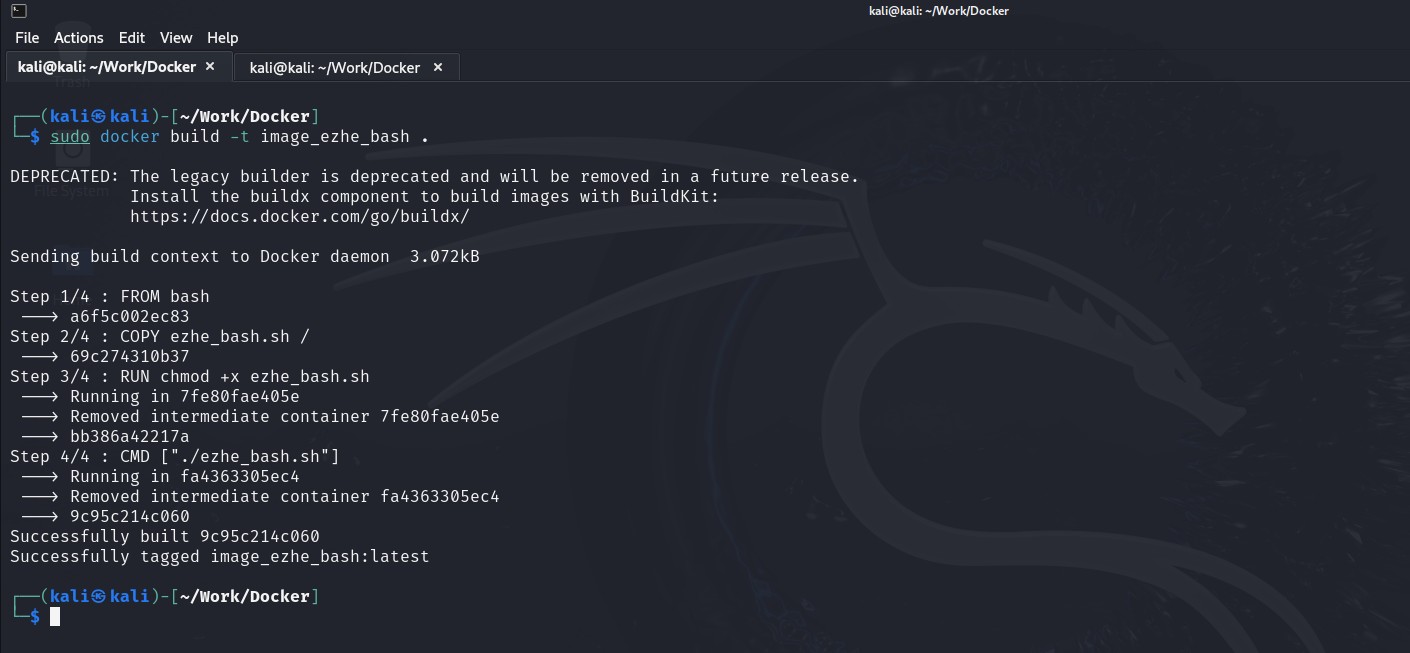 kali@kali: ~/Work/Docker
File Actions Edit View Help
kali@kali: ~/Work/Docker × kali@kali: ~/Work/Docker ×
┌──(kali㉿kali)-[~/Work/Docker]
└─$ sudo docker build -t image_ezhe_bash .
DEPRECATED: The legacy builder is deprecated and will be removed in a future release.
Install the buildx component to build images with BuildKit:
https://docs.docker.com/go/buildx/
Sending build context to Docker daemon  3.072kB
Step 1/4 : FROM bash
---> a6f5c002ec83
Step 2/4 : COPY ezhe_bash.sh /
---> 69c274310b37
Step 3/4 : RUN chmod +x ezhe_bash.sh
---> Running in 7fe80fae405e
---> Removed intermediate container 7fe80fae405e
---> bb386a42217a
Step 4/4 : CMD ["./ezhe_bash.sh"]
---> Running in fa4363305ec4
---> Removed intermediate container fa4363305ec4
---> 9c95c214c060
Successfully built 9c95c214c060
Successfully tagged image_ezhe_bash:latest
┌──(kali㉿kali)-[~/Work/Docker]
└─$
Trash
File System